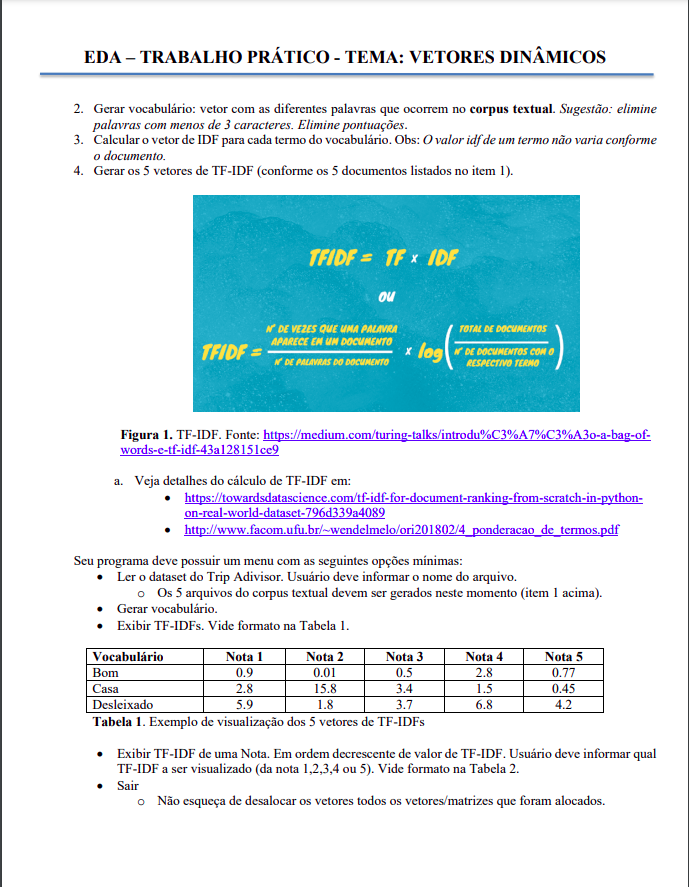 EDA – TRABALHO PRÁTICO - TEMA: VETORES DINÂMICOS
2. Gerar vocabulário: vetor com as diferentes palavras que ocorrem no corpus textual. Sugestão: elimine
palavras com menos de 3 caracteres. Elimine pontuações.
3. Calcular o vetor de IDF para cada termo do vocabulário. Obs: O valor idf de um termo não varia conforme
o documento.
4. Gerar os 5 vetores de TF-IDF (conforme os 5 documentos listados no item 1).
TFIDF = TF x IDF
OU
TFIDF = Nº DE VEZES QUE UMA PALAVRA
APARECE EM UM DOCUMENTO
Nº DE PALAVRAS DO DOCUMENTO
x log ( TOTAL DE DOCUMENTOS
Nº DE DOCUMENTOS COM O
RESPECTIVO TERMO )
Figura 1. TF-IDF. Fonte: https://medium.com/turing-talks/introdu%C3%A7%C3%A3o-a-bag-of-
words-e-tf-idf-43a128151ce9
a. Veja detalhes do cálculo de TF-IDF em:
• https://towardsdatascience.com/tf-idf-for-document-ranking-from-scratch-in-python-
on-real-world-dataset-796d339a4089
• http://www.facom.ufu.br/~wendelmelo/ori201802/4_ponderacao_de_termos.pdf
Seu programa deve possuir um menu com as seguintes opções mínimas:
• Ler o dataset do Trip Adivisor. Usuário deve informar o nome do arquivo.
o Os 5 arquivos do corpus textual devem ser gerados neste momento (item 1 acima).
• Gerar vocabulário.
• Exibir TF-IDFs. Vide formato na Tabela 1.
Vocabulário Nota 1 Nota 2 Nota 3 Nota 4 Nota 5
Bom 0.9 0.01 0.5 2.8 0.77
Casa 2.8 15.8 3.4 1.5 0.45
Desleixado 5.9 1.8 3.7 6.8 4.2
Tabela 1. Exemplo de visualização dos 5 vetores de TF-IDFs
• Exibir TF-IDF de uma Nota. Em ordem decrescente de valor de TF-IDF. Usuário deve informar qual
TF-IDF a ser visualizado (da nota 1,2,3,4 ou 5). Vide formato na Tabela 2.
• Sair
o Não esqueça de desalocar os vetores todos os vetores/matrizes que foram alocados.